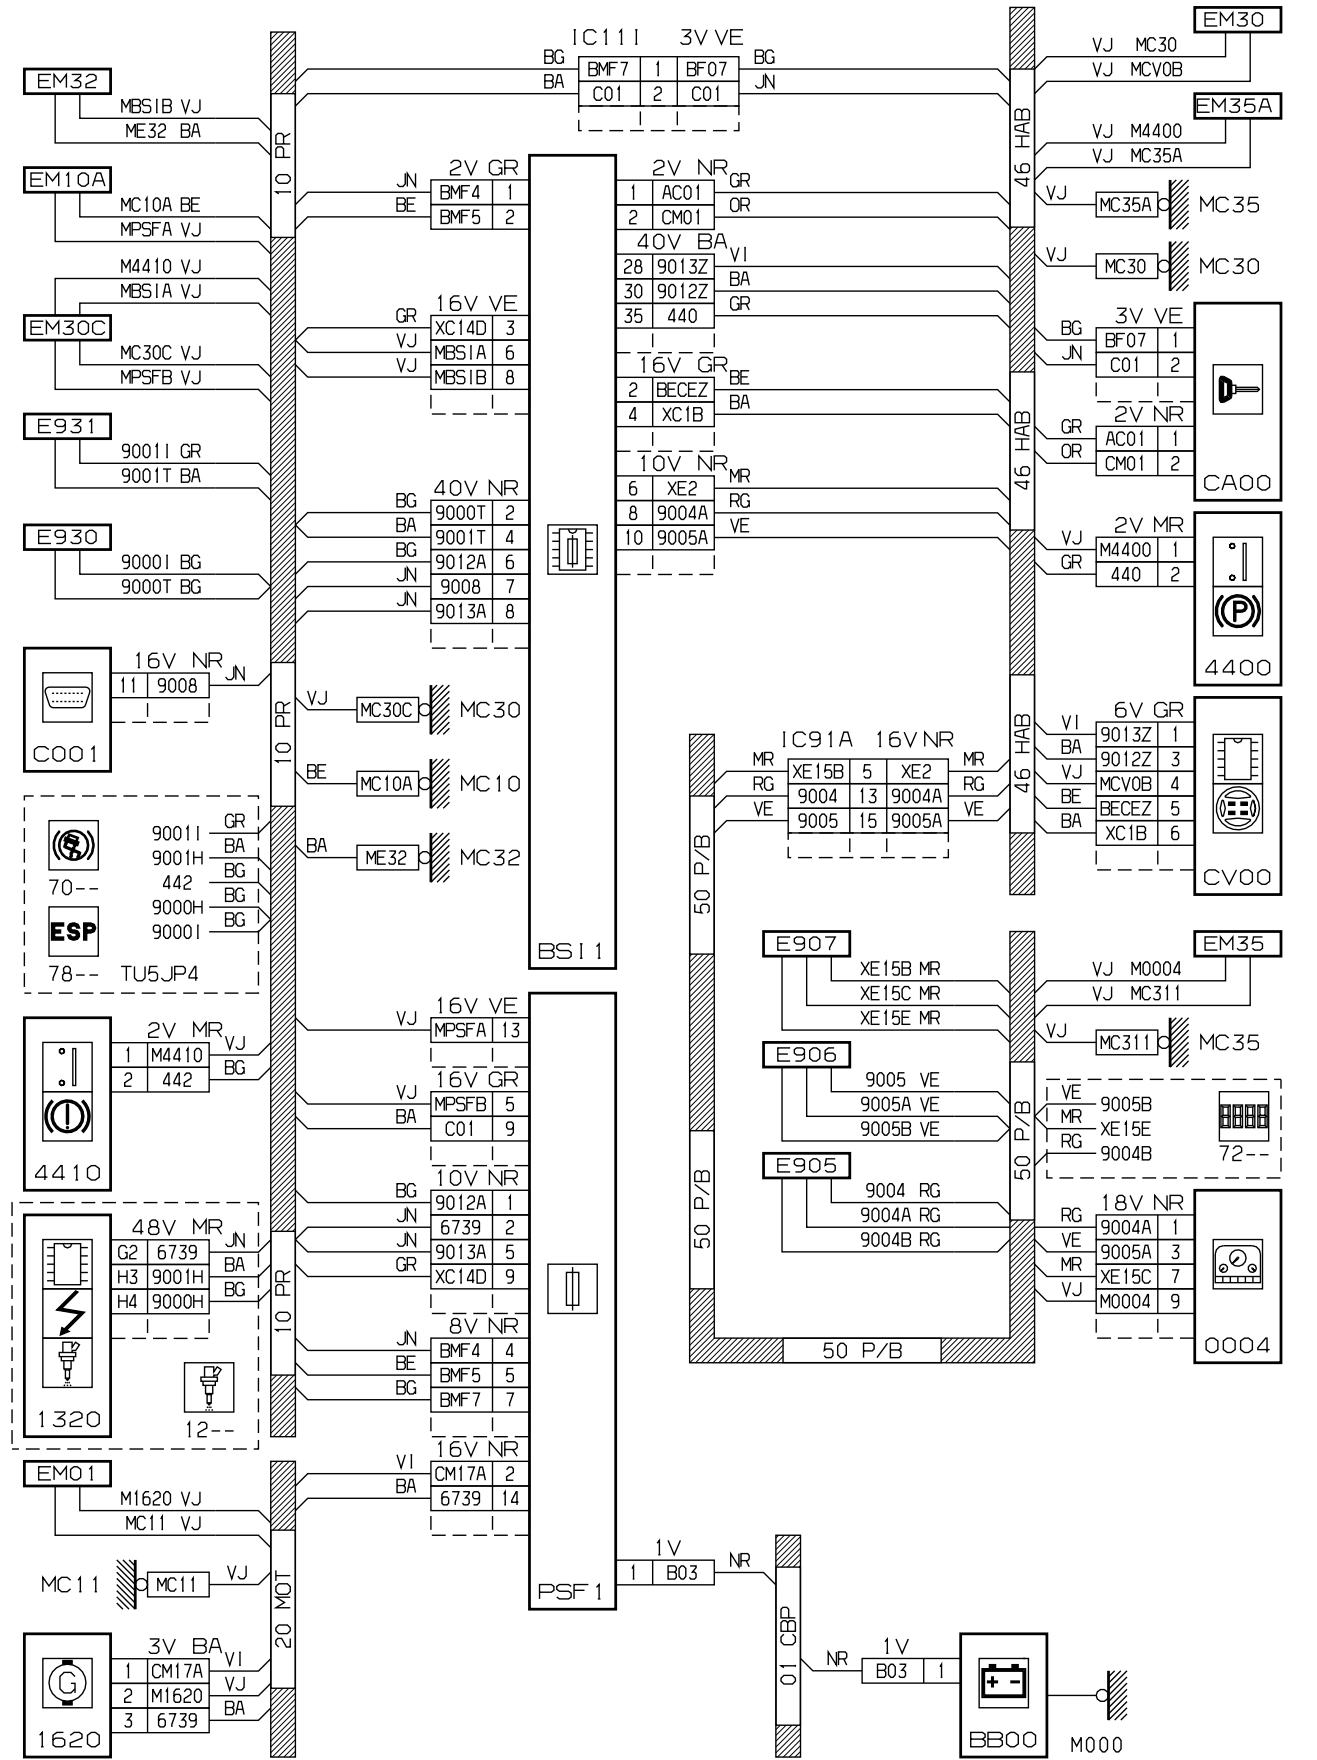 IC11I 3V VE
BG BMF7 1 BF07 BG
BA C01 2 C01 JN
EM32
MBSIB VJ
ME32 BA
EM10A
MC10A BE
MPSFA VJ
M4410 VJ
MBSIA VJ
EM30C
MC30C VJ
MPSFB VJ
E931
9001I GR
9001T BA
E930
9000I BG
9000T BG
16V NR
11 9008 JN
C001
GR 9001I
BA 9001H
BG 442
BG 9000H
BG 9000I
70--
ESP
78-- TU5JP4
2V MR
1 M4410 VJ
2 442 BG
4410
48V MR
G2 6739 JN
H3 9001H BA
H4 9000H BG
1320
12--
EM01
M1620 VJ
MC11 VJ
MC11 MC11 VJ
3V BA
1 CM17A VI
2 M1620 VJ
3 6739 BA
G
1620
10 PR
10 PR
10 PR
20 MOT
2V GR
JN BMF4 1
BE BMF5 2
16V VE
GR XC14D 3
VJ MBSIA 6
VJ MBSIB 8
40V NR
BG 9000T 2
BA 9001T 4
BG 9012A 6
JN 9008 7
JN 9013A 8
VJ MC30C MC30
BE MC10A MC10
BA ME32 MC32
2V NR
1 AC01 GR
2 CM01 OR
40V BA
28 9013Z VI
30 9012Z BA
35 440 GR
16V GR
2 BECEZ BE
4 XC1B BA
10V NR
6 XE2 MR
8 9004A RG
10 9005A VE
BSI1
16V VE
VJ MPSFA 13
16V GR
VJ MPSFB 5
BA C01 9
10V NR
BG 9012A 1
JN 6739 2
JN 9013A 5
GR XC14D 9
8V NR
JN BMF4 4
BE BMF5 5
BG BMF7 7
16V NR
VI CM17A 2
BA 6739 14
1V
1 B03 NR
PSF1
01 CBP
1V
NR B03 1
+ -
BB00
M000
IC91A 16V NR
MR XE15B 5 XE2 MR
RG 9004 13 9004A RG
VE 9005 15 9005A VE
50 P/B
50 P/B
50 P/B
50 P/B
E907
XE15B MR
XE15C MR
XE15E MR
E906
9005 VE
9005A VE
9005B VE
E905
9004 RG
9004A RG
9004B RG
46 HAB
46 HAB
46 HAB
EM30
VJ MC30
VJ MCV0B
EM35A
VJ M4400
VJ MC35A
VJ MC35A MC35
VJ MC30 MC30
3V VE
BG BF07 1
JN C01 2
2V NR
GR AC01 1
OR CM01 2
CA00
2V MR
VJ M4400 1
GR 440 2
P
4400
6V GR
VI 9013Z 1
BA 9012Z 3
VJ MCV0B 4
BE BECEZ 5
BA XC1B 6
CV00
EM35
VJ M0004
VJ MC311
VJ MC311 MC35
VE 9005B
MR XE15E
RG 9004B
72--
18V NR
RG 9004A 1
VE 9005A 3
MR XE15C 7
VJ M0004 9
0004